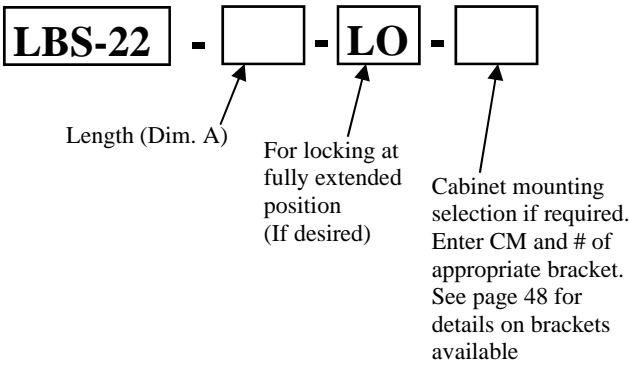 LBS-22 - - LO -
Length (Dim. A)
For locking at
fully extended
position
(If desired)
Cabinet mounting
selection if required.
Enter CM and # of
appropriate bracket.
See page 48 for
details on brackets
available